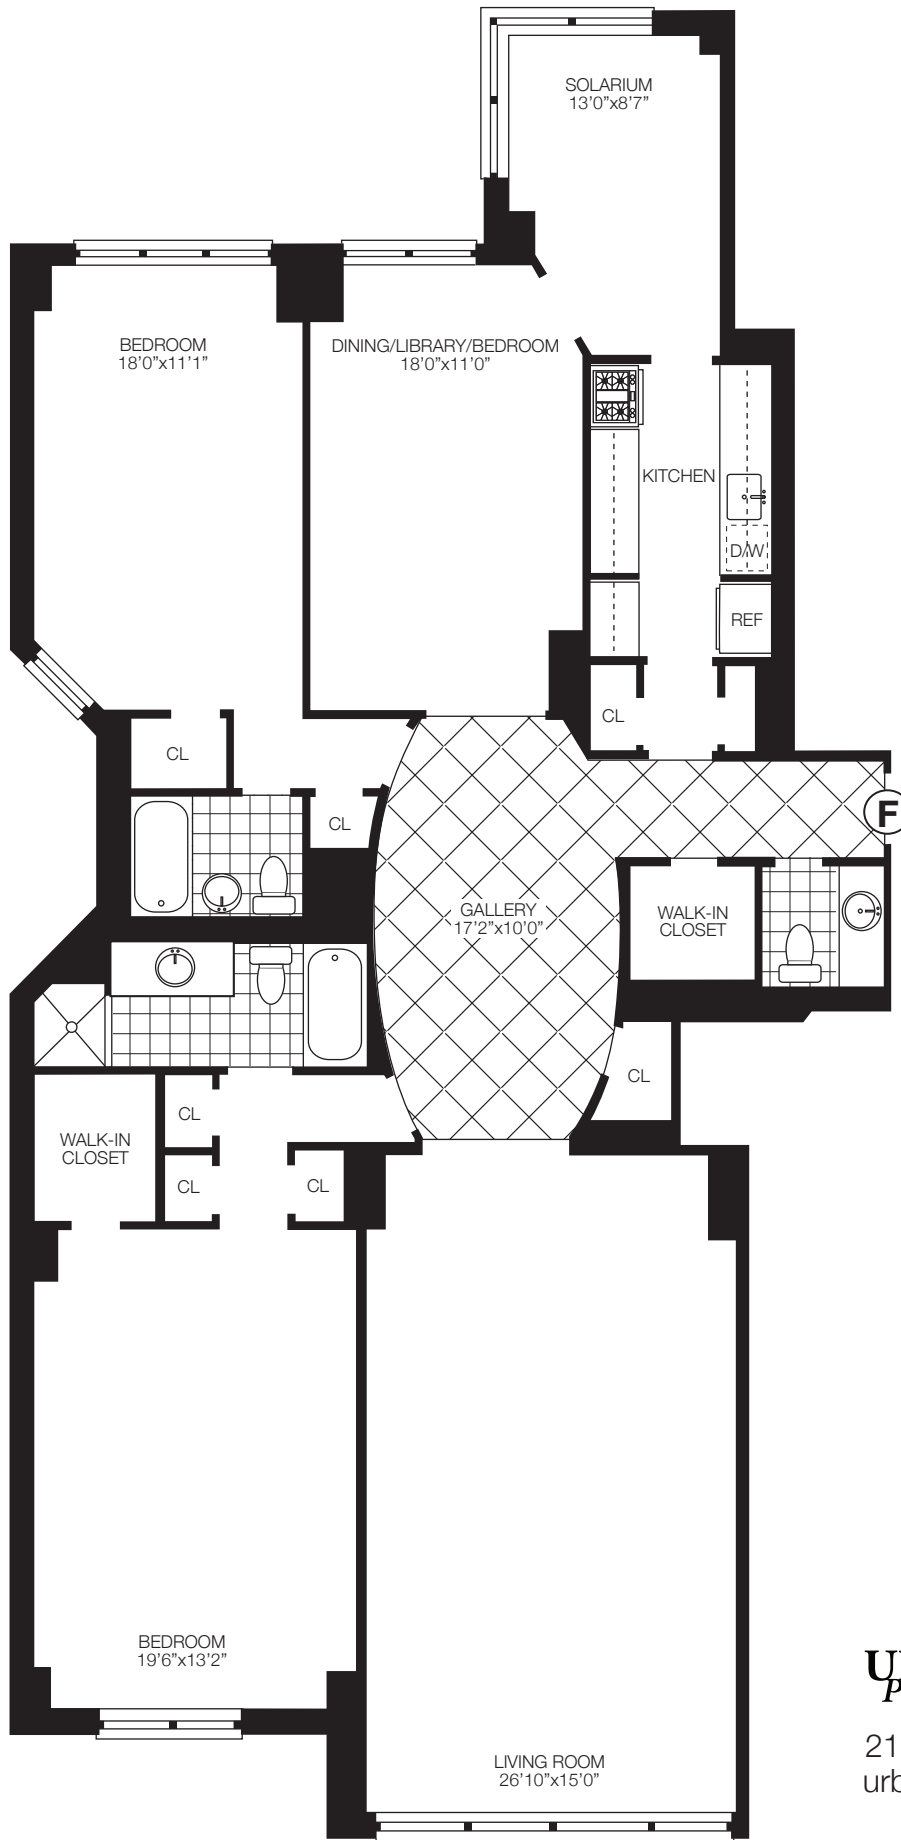 SOLARIUM
13'0"x8'7"
BEDROOM
18'0"x11'1"
DINING/LIBRARY/BEDROOM
18'0"x11'0"
KITCHEN
D/W
REF
CL
CL
CL
F
GALLERY
17'2"x10'0"
WALK-IN
CLOSET
CL
WALK-IN
CLOSET
CL
CL
CL
BEDROOM
19'6"x13'2"
LIVING ROOM
26'10"x15'0"
U
P
21
urb